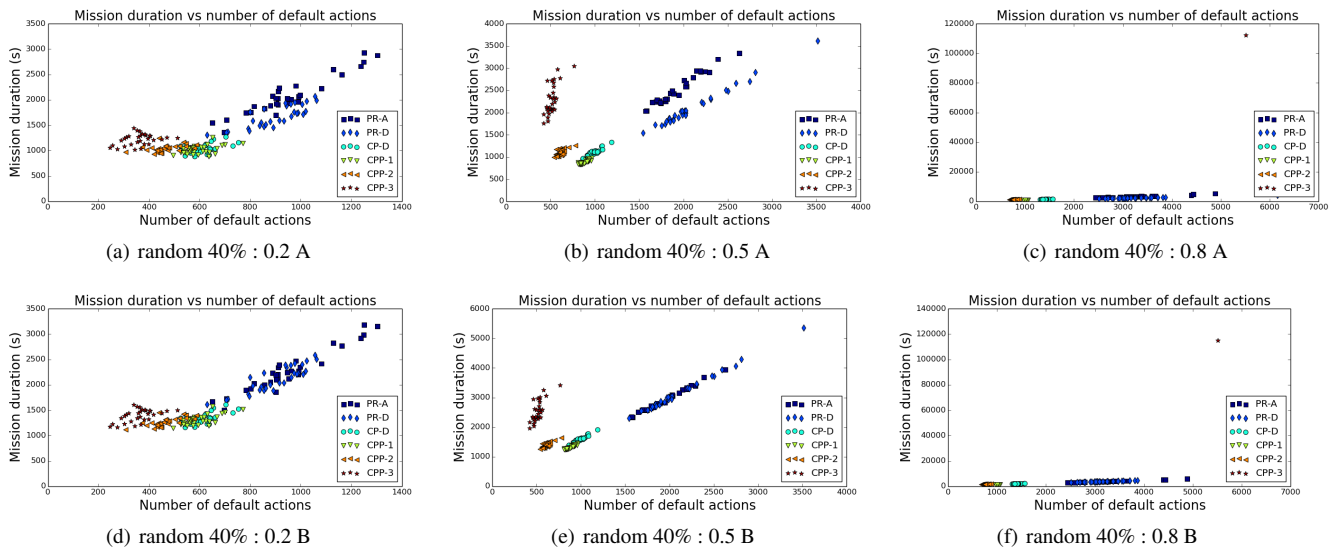 Mission duration vs number of default actions
Mission duration (s)
3500
3000
2500
2000
1500
1000
500
0
0 200 400 600 800 1000 1200 1400
Number of default actions
PR-A
PR-D
CP-D
CPP-1
CPP-2
CPP-3
(a) random 40% : 0.2 A
Mission duration vs number of default actions
Mission duration (s)
4000
3500
3000
2500
2000
1500
1000
500
0
0 500 1000 1500 2000 2500 3000 3500 4000
Number of default actions
PR-A
PR-D
CP-D
CPP-1
CPP-2
CPP-3
(b) random 40% : 0.5 A
Mission duration vs number of default actions
Mission duration (s)
120000
100000
80000
60000
40000
20000
0
0 1000 2000 3000 4000 5000 6000 7000
Number of default actions
PR-A
PR-D
CP-D
CPP-1
CPP-2
CPP-3
(c) random 40% : 0.8 A
Mission duration vs number of default actions
Mission duration (s)
3500
3000
2500
2000
1500
1000
500
0
0 200 400 600 800 1000 1200 1400
Number of default actions
PR-A
PR-D
CP-D
CPP-1
CPP-2
CPP-3
(d) random 40% : 0.2 B
Mission duration vs number of default actions
Mission duration (s)
6000
5000
4000
3000
2000
1000
0
0 500 1000 1500 2000 2500 3000 3500 4000
Number of default actions
PR-A
PR-D
CP-D
CPP-1
CPP-2
CPP-3
(e) random 40% : 0.5 B
Mission duration vs number of default actions
Mission duration (s)
140000
120000
100000
80000
60000
40000
20000
0
0 1000 2000 3000 4000 5000 6000 7000
Number of default actions
PR-A
PR-D
CP-D
CPP-1
CPP-2
CPP-3
(f) random 40% : 0.8 B